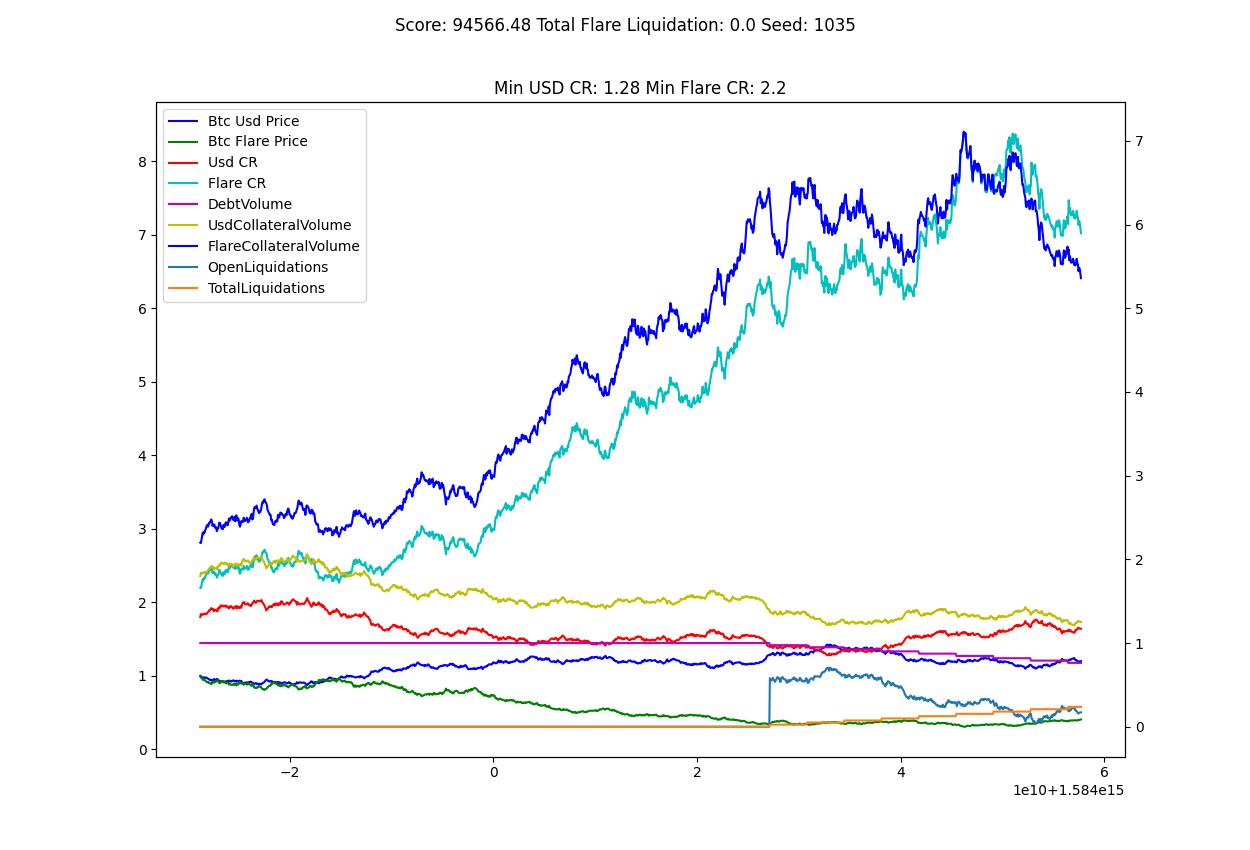 Score: 94566.48 Total Flare Liquidation: 0.0 Seed: 1035
Min USD CR: 1.28 Min Flare CR: 2.2
Btc Usd Price
Btc Flare Price
Usd CR
Flare CR
DebtVolume
UsdCollateralVolume
FlareCollateralVolume
OpenLiquidations
TotalLiquidations
8
7
6
5
4
3
2
1
0
7
6
5
4
3
2
1
0
−2
0
2
4
6
1e10+1.584e15